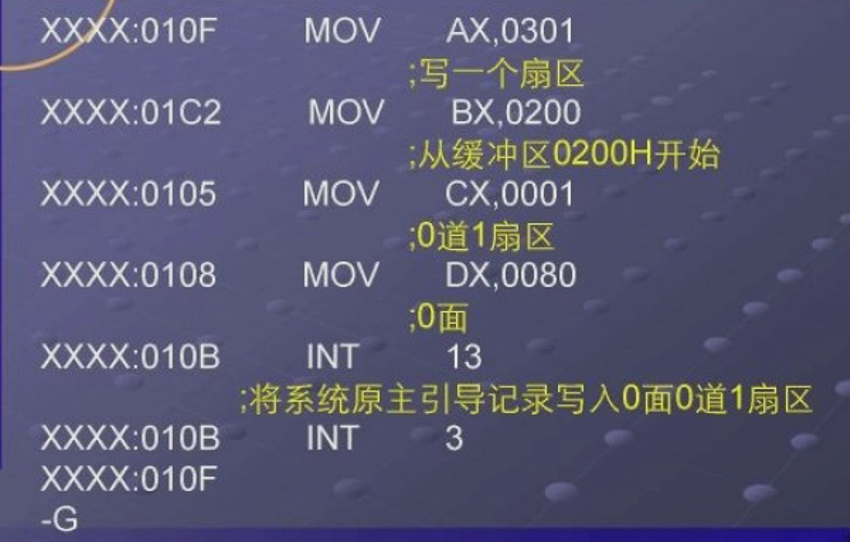 XXXX:010F MOV AX,0301
;写一个扇区
XXXX:01C2 MOV BX,0200
;从缓冲区0200H开始
XXXX:0105 MOV CX,0001
;0道1扇区
XXXX:0108 MOV DX,0080
;0面
XXXX:010B INT 13
;将系统原主引导记录写入0面0道1扇区
XXXX:010B INT 3
XXXX:010F
-G